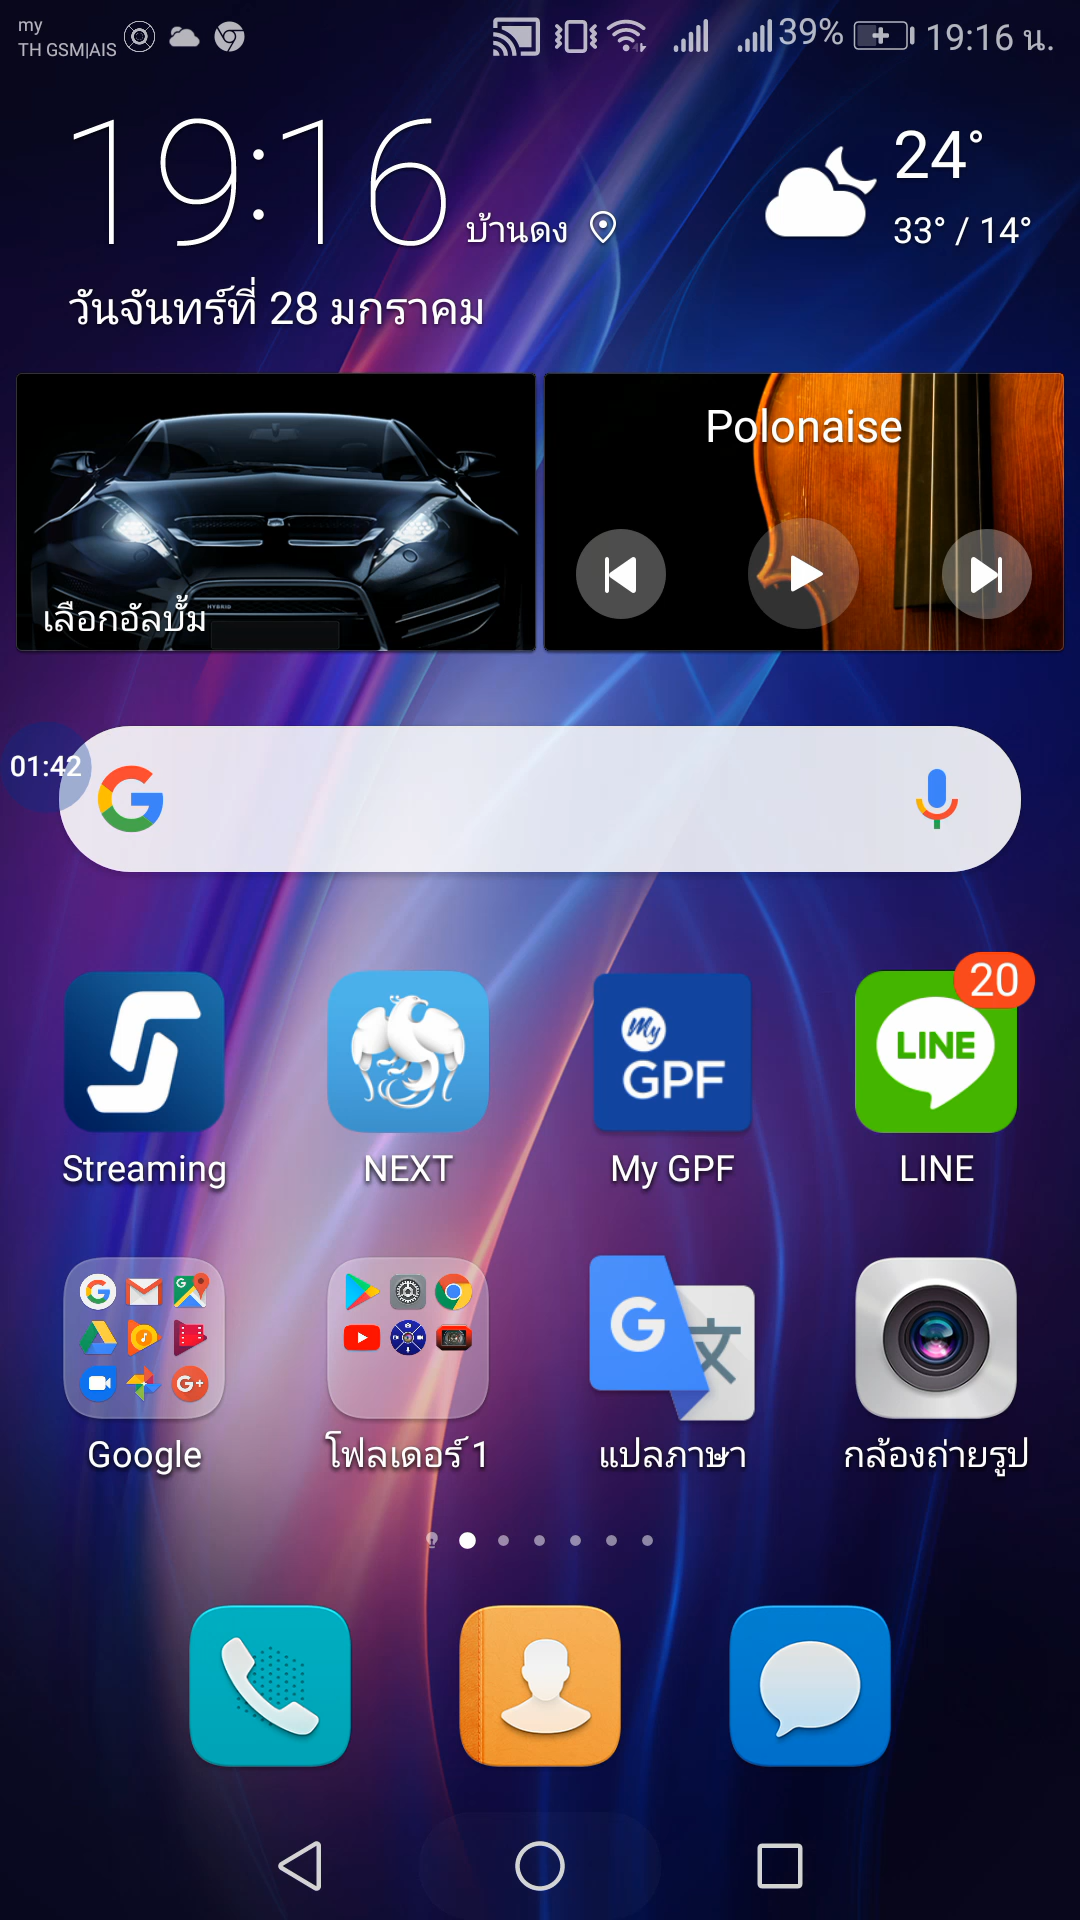 my
TH GSM|AIS
39%
19:16 น.
19:16
บ้านดง
24°
33° / 14°
วันจันทร์ที่ 28 มกราคม
เลือกอัลบั้ม
HYBRID
Polonaise
01:42
20
My
GPF
LINE
Streaming
NEXT
My GPF
LINE
Google
โฟลเดอร์ 1
แปลภาษา
กล้องถ่ายรูป